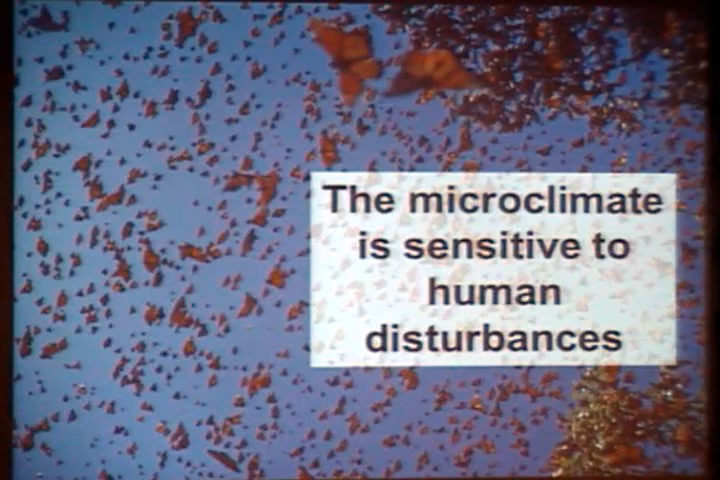 The microclimate
is sensitive to
human
disturbances